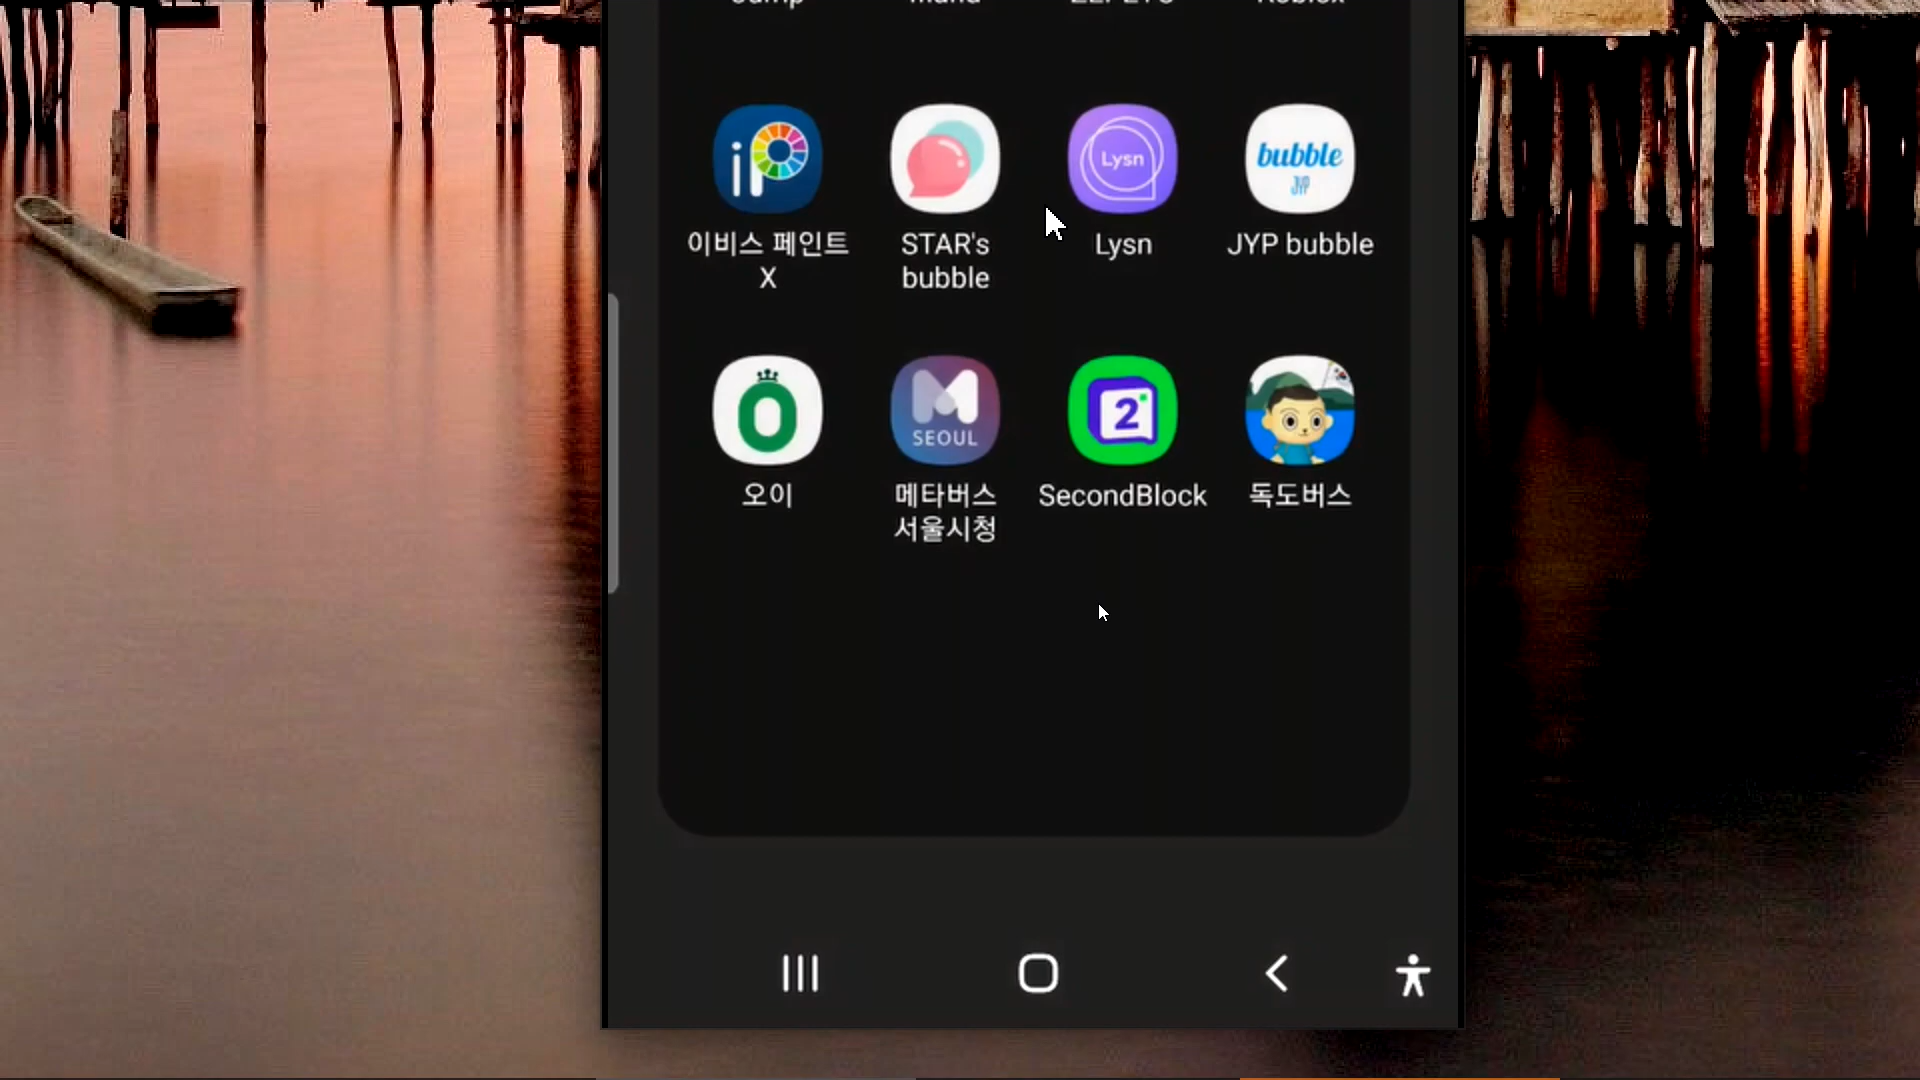 iP
Lysn
bubble
JYP
이비스 페인트
X
STAR's
bubble
Lysn
JYP bubble
O
M
SEOUL
2
오이
메타버스
서울시청
SecondBlock
독도버스